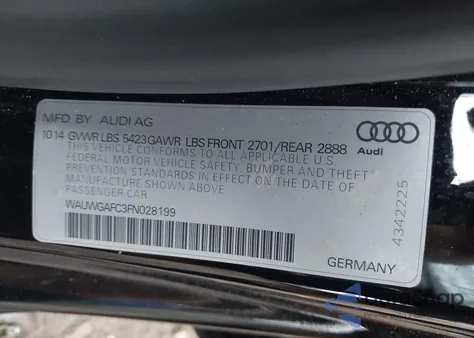 MFD BY AUDI AG
10 14 GVWR LBS 5423 GAWR LBS FRONT 2701/REAR 2888
THIS VEHICLE CONFORMS TO ALL APPLICABLE U.S.
FEDERAL MOTOR VEHICLE SAFETY, BUMPER AND THEFT
PREVENTION STANDARDS IN EFFECT ON THE DATE OF
MANUFACTURE SHOWN ABOVE.
PASSENGER CAR
WAUWGAFC3FN028199
Audi
4342225
GERMANY